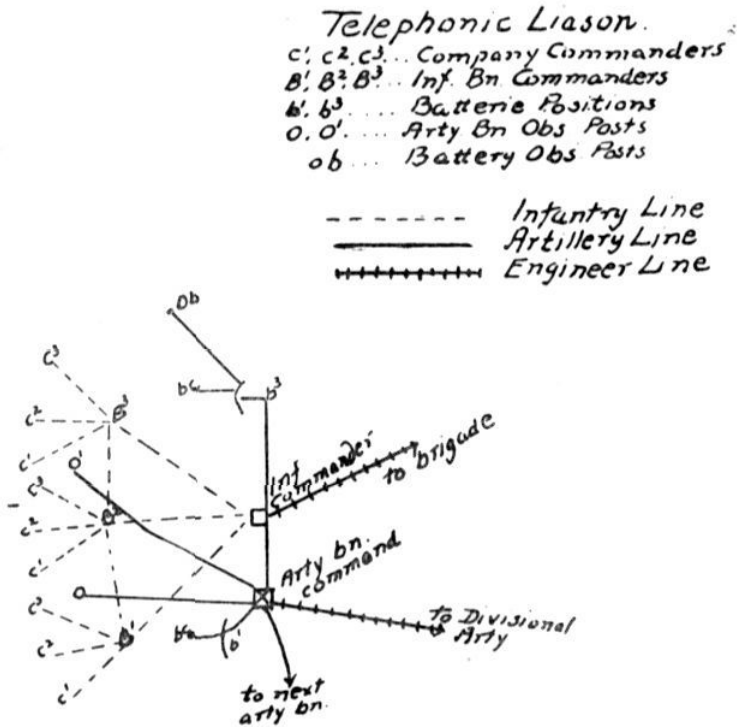 Telephonic Liason.
C¹, C², C³... Company Commanders
B¹, B², B³... Inf. Bn Commanders
b¹, b³ .... Batterie Positions
O. O¹ .... Arty Bn Obs Posts
ob .... Battery Obs Posts
Infantry Line
Artillery Line
Engineer Line
Ob
C³
b³
B³
C²
C¹
O¹
Inf
Commander
to brigade
C³
B²
C²
C¹
Arty bn.
command
O
C³
to Divisional
Arty
B¹
b¹
C²
C¹
to next
arty bn.